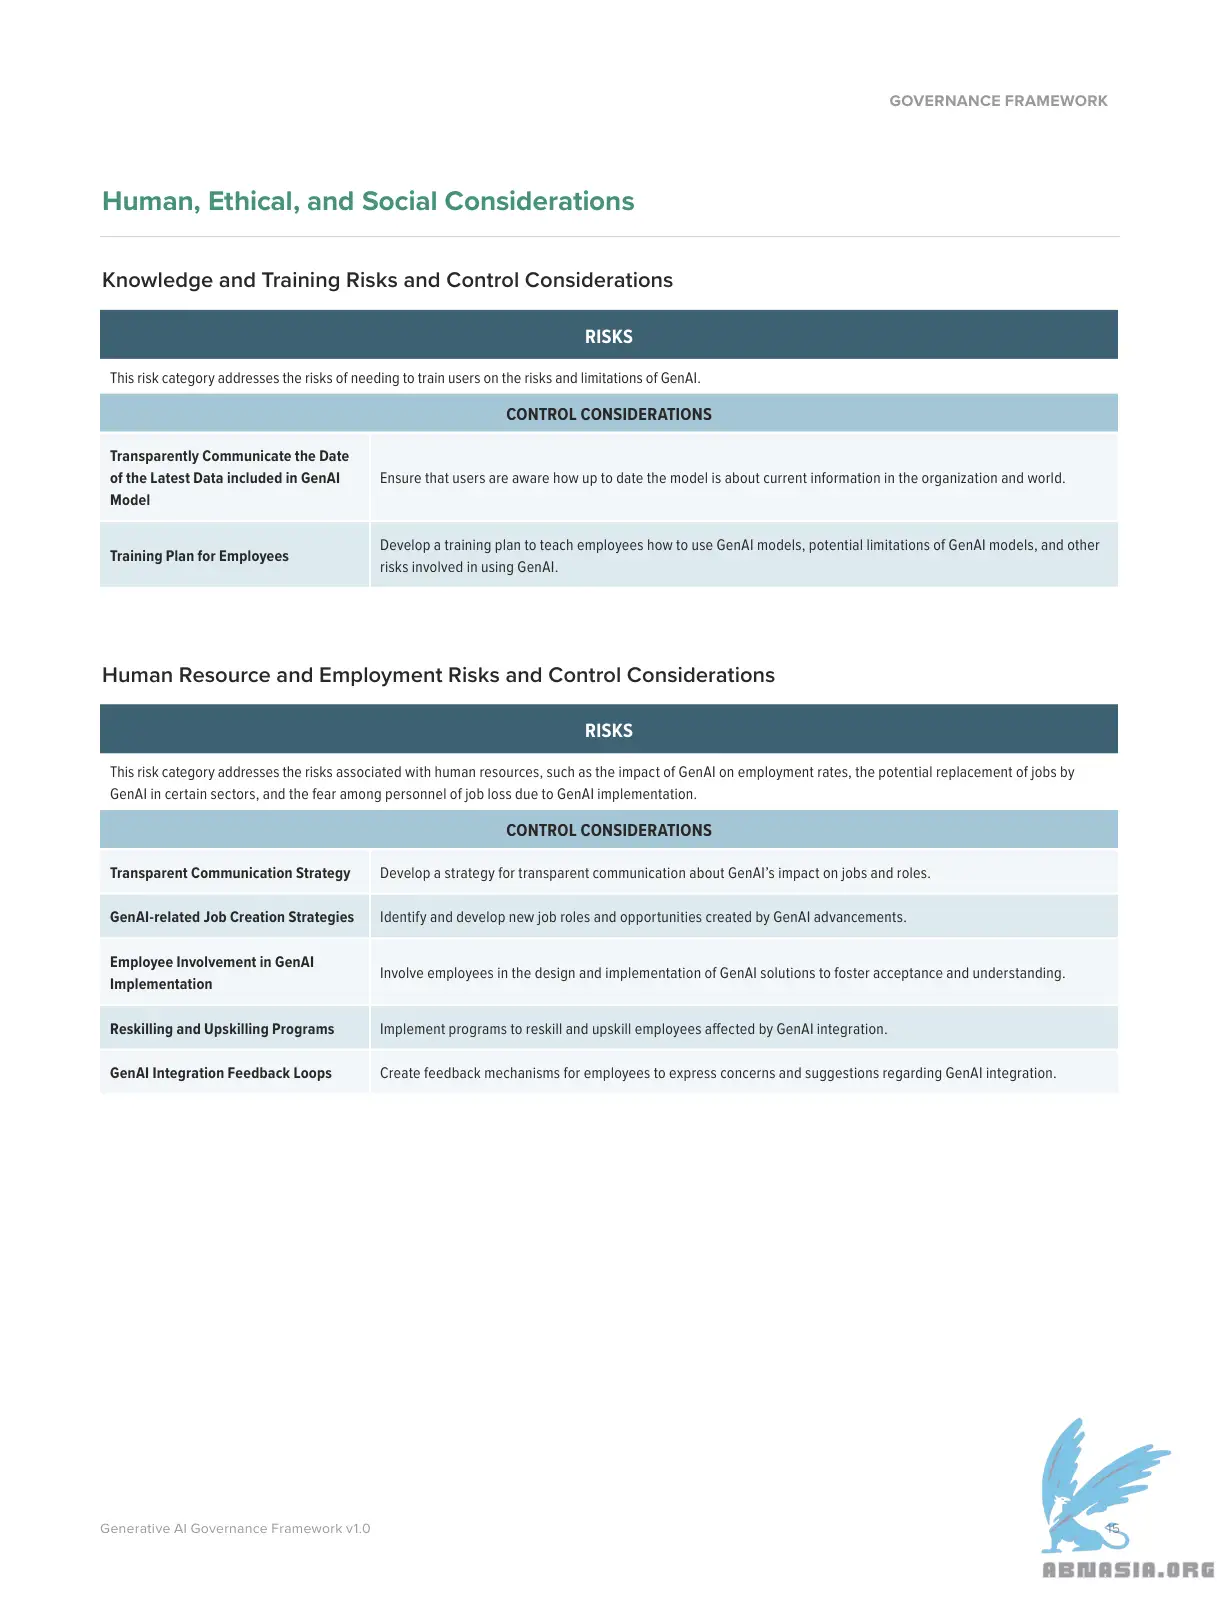 GOVERNANCE FRAMEWORK
Human, Ethical, and Social Considerations
Knowledge and Training Risks and Control Considerations
RISKS
This risk category addresses the risks of needing to train users on the risks and limitations of GenAI.
CONTROL CONSIDERATIONS
Transparently Communicate the Date
of the Latest Data included in GenAI
Model
Ensure that users are aware how up to date the model is about current information in the organization and world.
Training Plan for Employees
Develop a training plan to teach employees how to use GenAI models, potential limitations of GenAI models, and other
risks involved in using GenAI.
Human Resource and Employment Risks and Control Considerations
RISKS
This risk category addresses the risks associated with human resources, such as the impact of GenAI on employment rates, the potential replacement of jobs by
GenAI in certain sectors, and the fear among personnel of job loss due to GenAI implementation.
CONTROL CONSIDERATIONS
Transparent Communication Strategy
Develop a strategy for transparent communication about GenAI’s impact on jobs and roles.
GenAI-related Job Creation Strategies
Identify and develop new job roles and opportunities created by GenAI advancements.
Employee Involvement in GenAI
Implementation
Involve employees in the design and implementation of GenAI solutions to foster acceptance and understanding.
Reskilling and Upskilling Programs
Implement programs to reskill and upskill employees affected by GenAI integration.
GenAI Integration Feedback Loops
Create feedback mechanisms for employees to express concerns and suggestions regarding GenAI integration.
Generative AI Governance Framework v1.0
15
ABNASIA.ORG